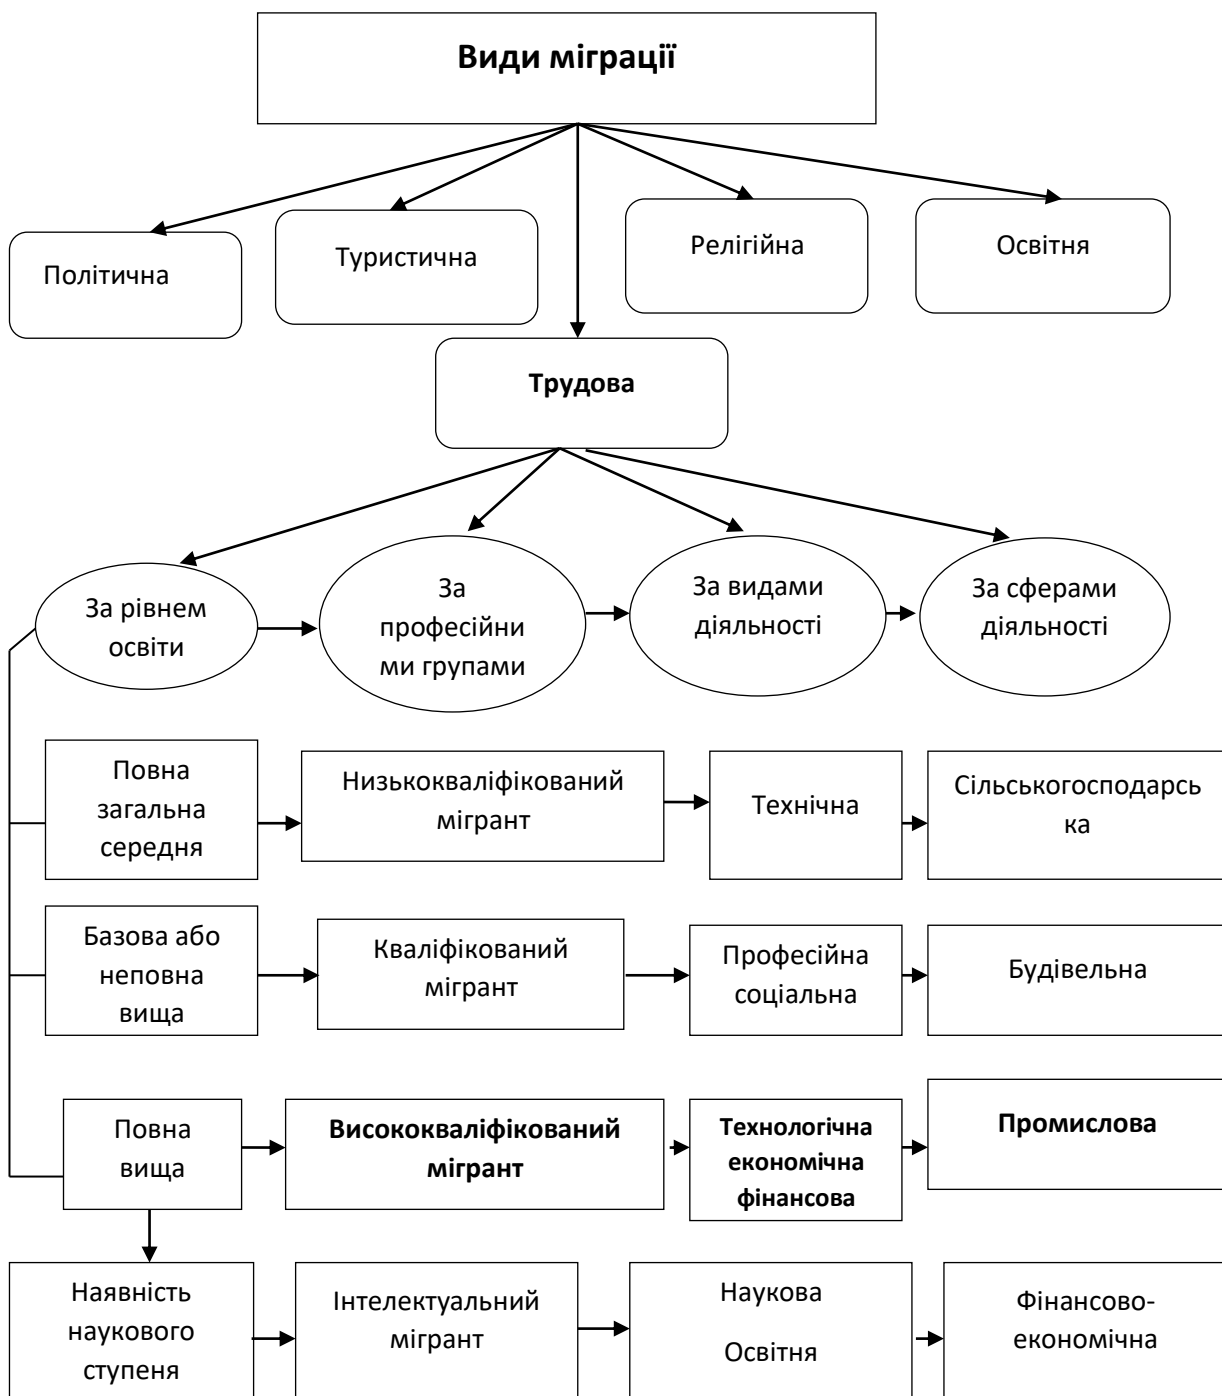 Види міграції
Політична
Туристична
Релігійна
Освітня
Трудова
За рівнем
освіти
За
професійни
ми групами
За видами
діяльності
За сферами
діяльності
Повна
загальна
середня
Низькокваліфікований
мігрант
Технічна
Сільськогосподарсь
ка
Базова або
неповна
вища
Кваліфікований
мігрант
Професійна
соціальна
Будівельна
Повна
вища
Висококваліфікований
мігрант
Технологічна
економічна
фінансова
Промислова
Наявність
наукового
ступеня
Інтелектуальний
мігрант
Наукова
Освітня
Фінансово-
економічна